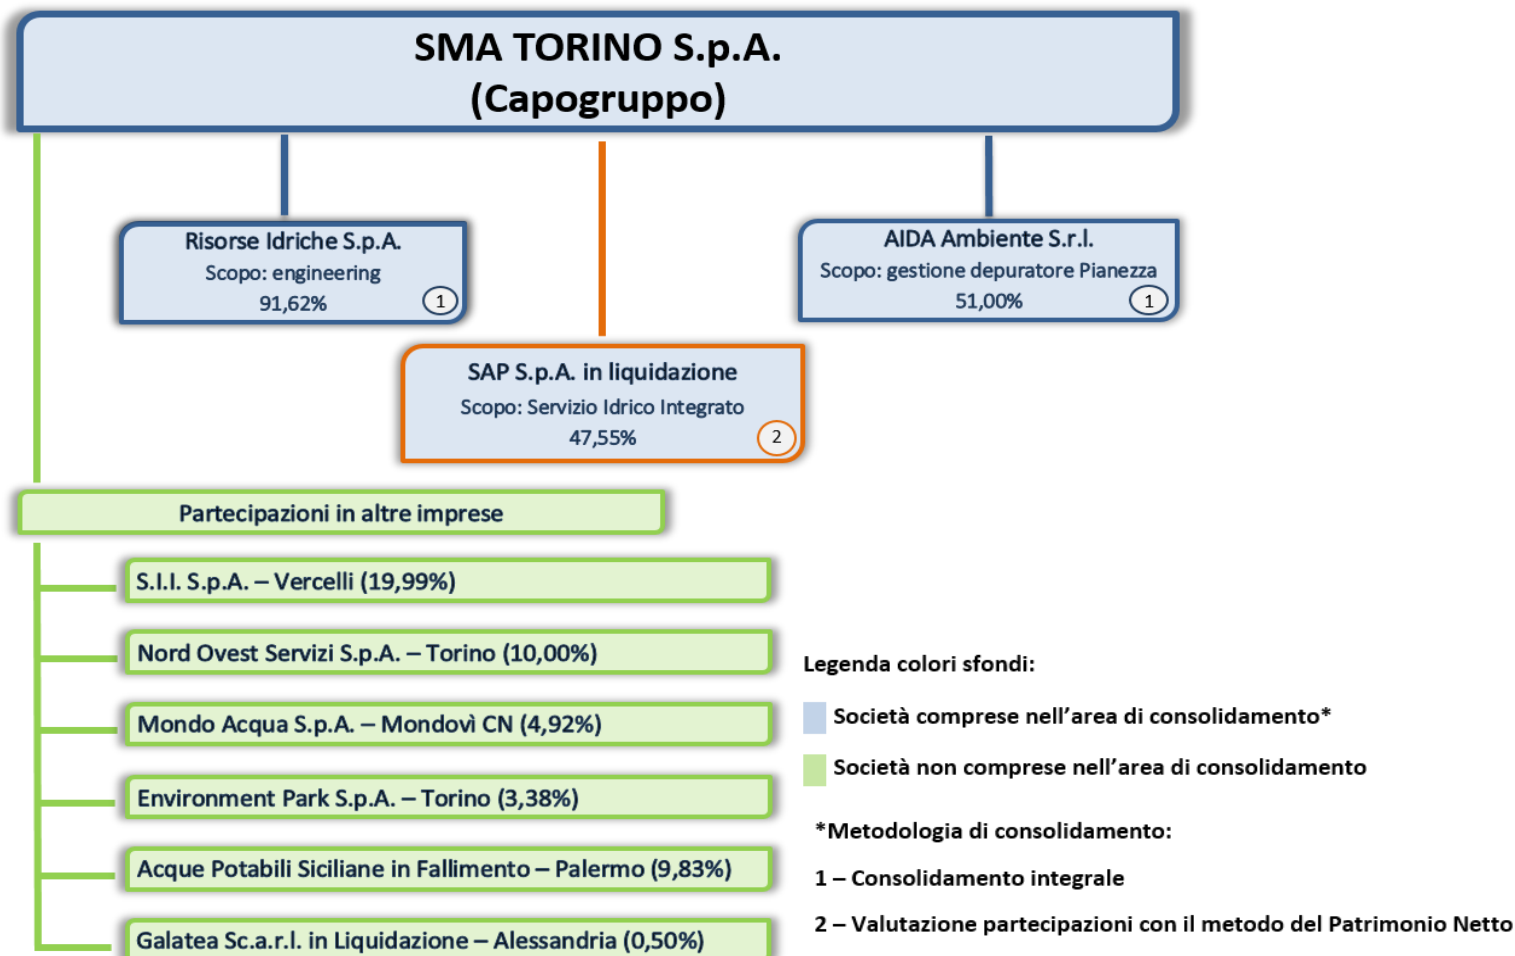 SMA TORINO S.p.A.
(Capogruppo)
Risorse Idriche S.p.A.
Scopo: engineering
91,62%
1
AIDA Ambiente S.r.l.
Scopo: gestione depuratore Pianezza
51,00%
1
SAP S.p.A. in liquidazione
Scopo: Servizio Idrico Integrato
47,55%
2
Partecipazioni in altre imprese
S.I.I. S.p.A. – Vercelli (19,99%)
Nord Ovest Servizi S.p.A. – Torino (10,00%)
Mondo Acqua S.p.A. – Mondovì CN (4,92%)
Environment Park S.p.A. – Torino (3,38%)
Acque Potabili Siciliane in Fallimento – Palermo (9,83%)
Galatea Sc.a.r.l. in Liquidazione – Alessandria (0,50%)
Legenda colori sfondi:
Società comprese nell’area di consolidamento*
Società non comprese nell’area di consolidamento
*Metodologia di consolidamento:
1 – Consolidamento integrale
2 – Valutazione partecipazioni con il metodo del Patrimonio Netto